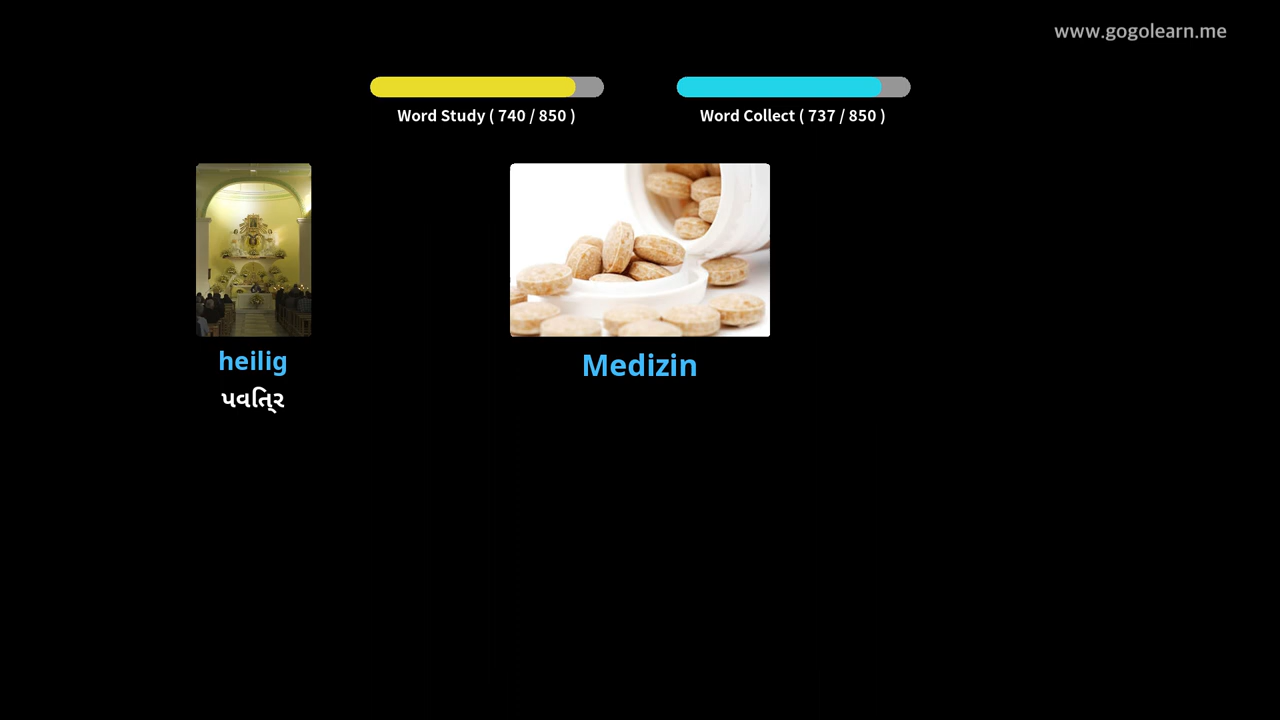 www.gogolearn.me
Word Study ( 740 / 850 )
Word Collect ( 737 / 850 )
heilig
પવિત્ર
Medizin